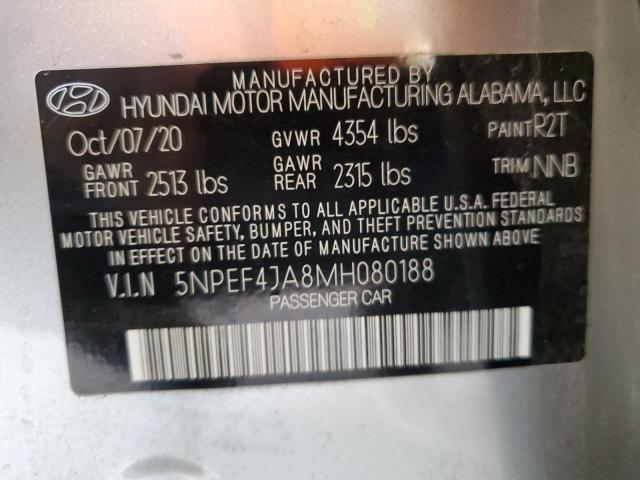 MANUFACTURED BY
HYUNDAI MOTOR MANUFACTURING ALABAMA, LLC
Oct/07/20 GVWR 4354 lbs PAINT R2T
GAWR FRONT 2513 lbs GAWR REAR 2315 lbs TRIM NNB
THIS VEHICLE CONFORMS TO ALL APPLICABLE U.S.A. FEDERAL
MOTOR VEHICLE SAFETY, BUMPER, AND THEFT PREVENTION STANDARDS
IN EFFECT ON THE DATE OF MANUFACTURE SHOWN ABOVE.
V.I.N 5NPEF4JA8MH080188
PASSENGER CAR